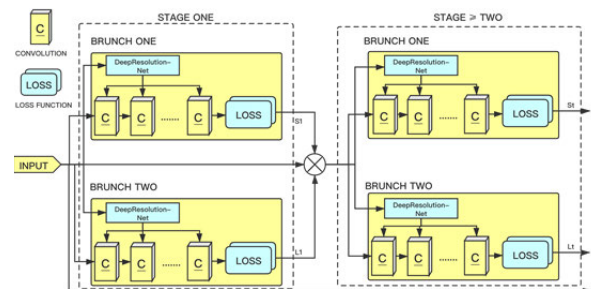 STAGE ONE
STAGE ≥ TWO
C
CONVOLUTION
LOSS
LOSS FUNCTION
BRUNCH ONE
DeepResolution-
Net
C
C
.......
C
LOSS
S1
INPUT
BRUNCH TWO
DeepResolution-
Net
C
C
.......
C
LOSS
L1
BRUNCH ONE
DeepResolution-
Net
C
C
.......
C
LOSS
St
BRUNCH TWO
DeepResolution-
Net
C
C
.......
C
LOSS
Lt